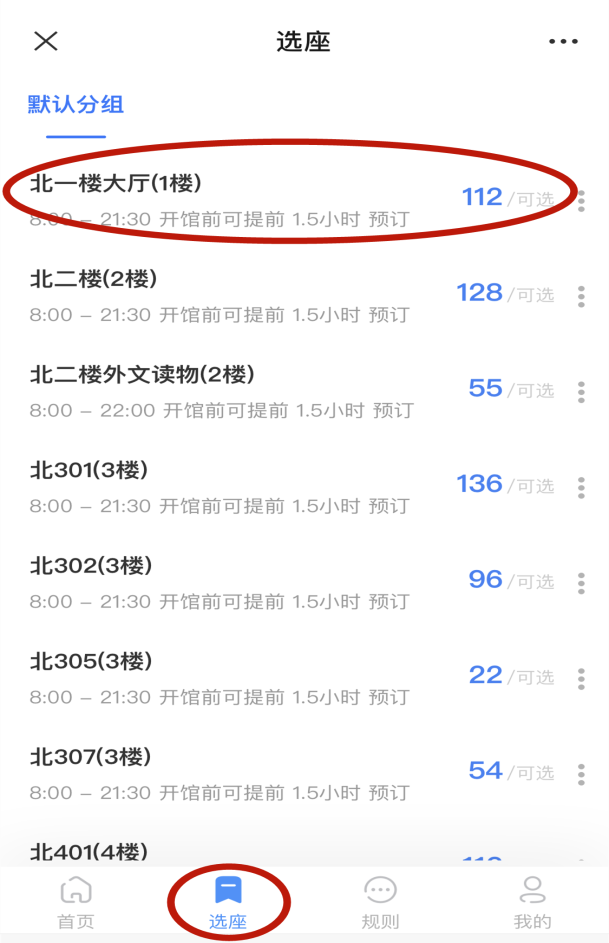 选座
默认分组
北一楼大厅(1楼)
112 /可选
8:00 – 21:30 开馆前可提前 1.5小时 预订
北二楼(2楼)
128 /可选
8:00 – 21:30 开馆前可提前 1.5小时 预订
北二楼外文读物(2楼)
55 /可选
8:00 – 22:00 开馆前可提前 1.5小时 预订
北301(3楼)
136 /可选
8:00 – 21:30 开馆前可提前 1.5小时 预订
北302(3楼)
96 /可选
8:00 – 21:30 开馆前可提前 1.5小时 预订
北305(3楼)
22 /可选
8:00 – 21:30 开馆前可提前 1.5小时 预订
北307(3楼)
54 /可选
8:00 – 21:30 开馆前可提前 1.5小时 预订
北401(4楼)
首页 选座 规则 我的